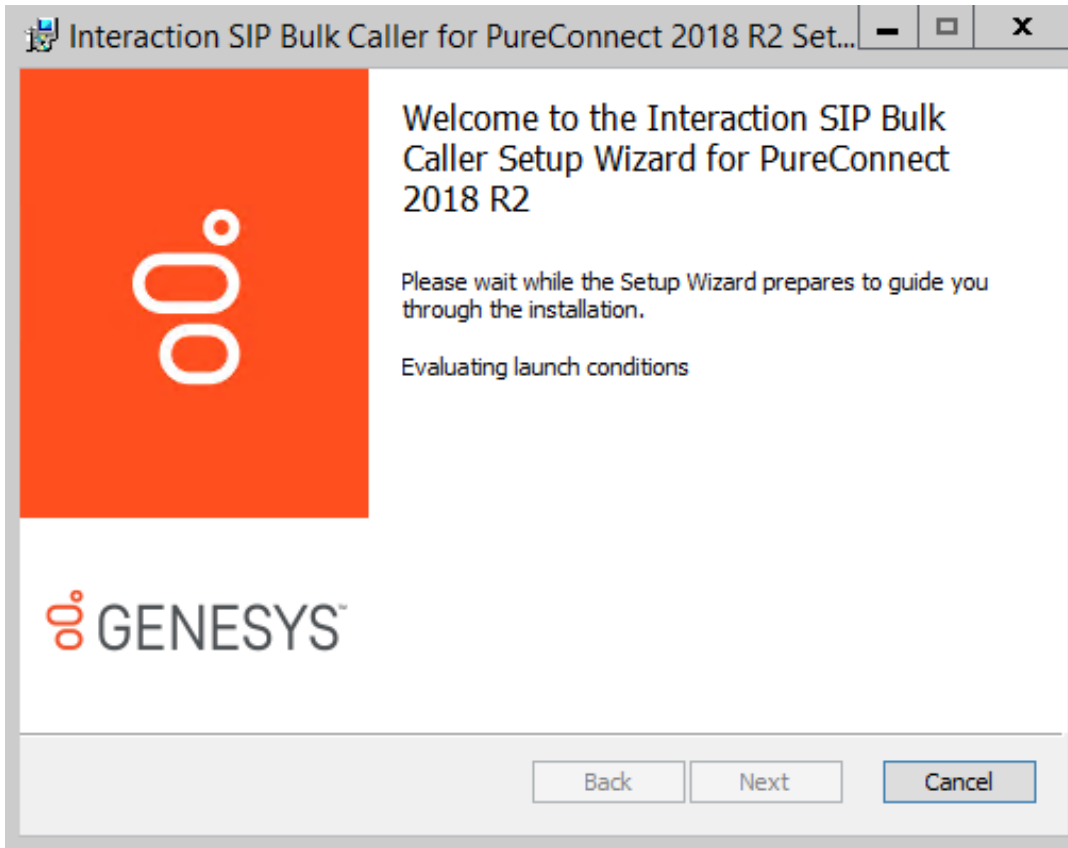 Interaction SIP Bulk Caller for PureConnect 2018 R2 Set...
Welcome to the Interaction SIP Bulk
Caller Setup Wizard for PureConnect
2018 R2
Please wait while the Setup Wizard prepares to guide you
through the installation.
Evaluating launch conditions
GENESYS™
Back
Next
Cancel